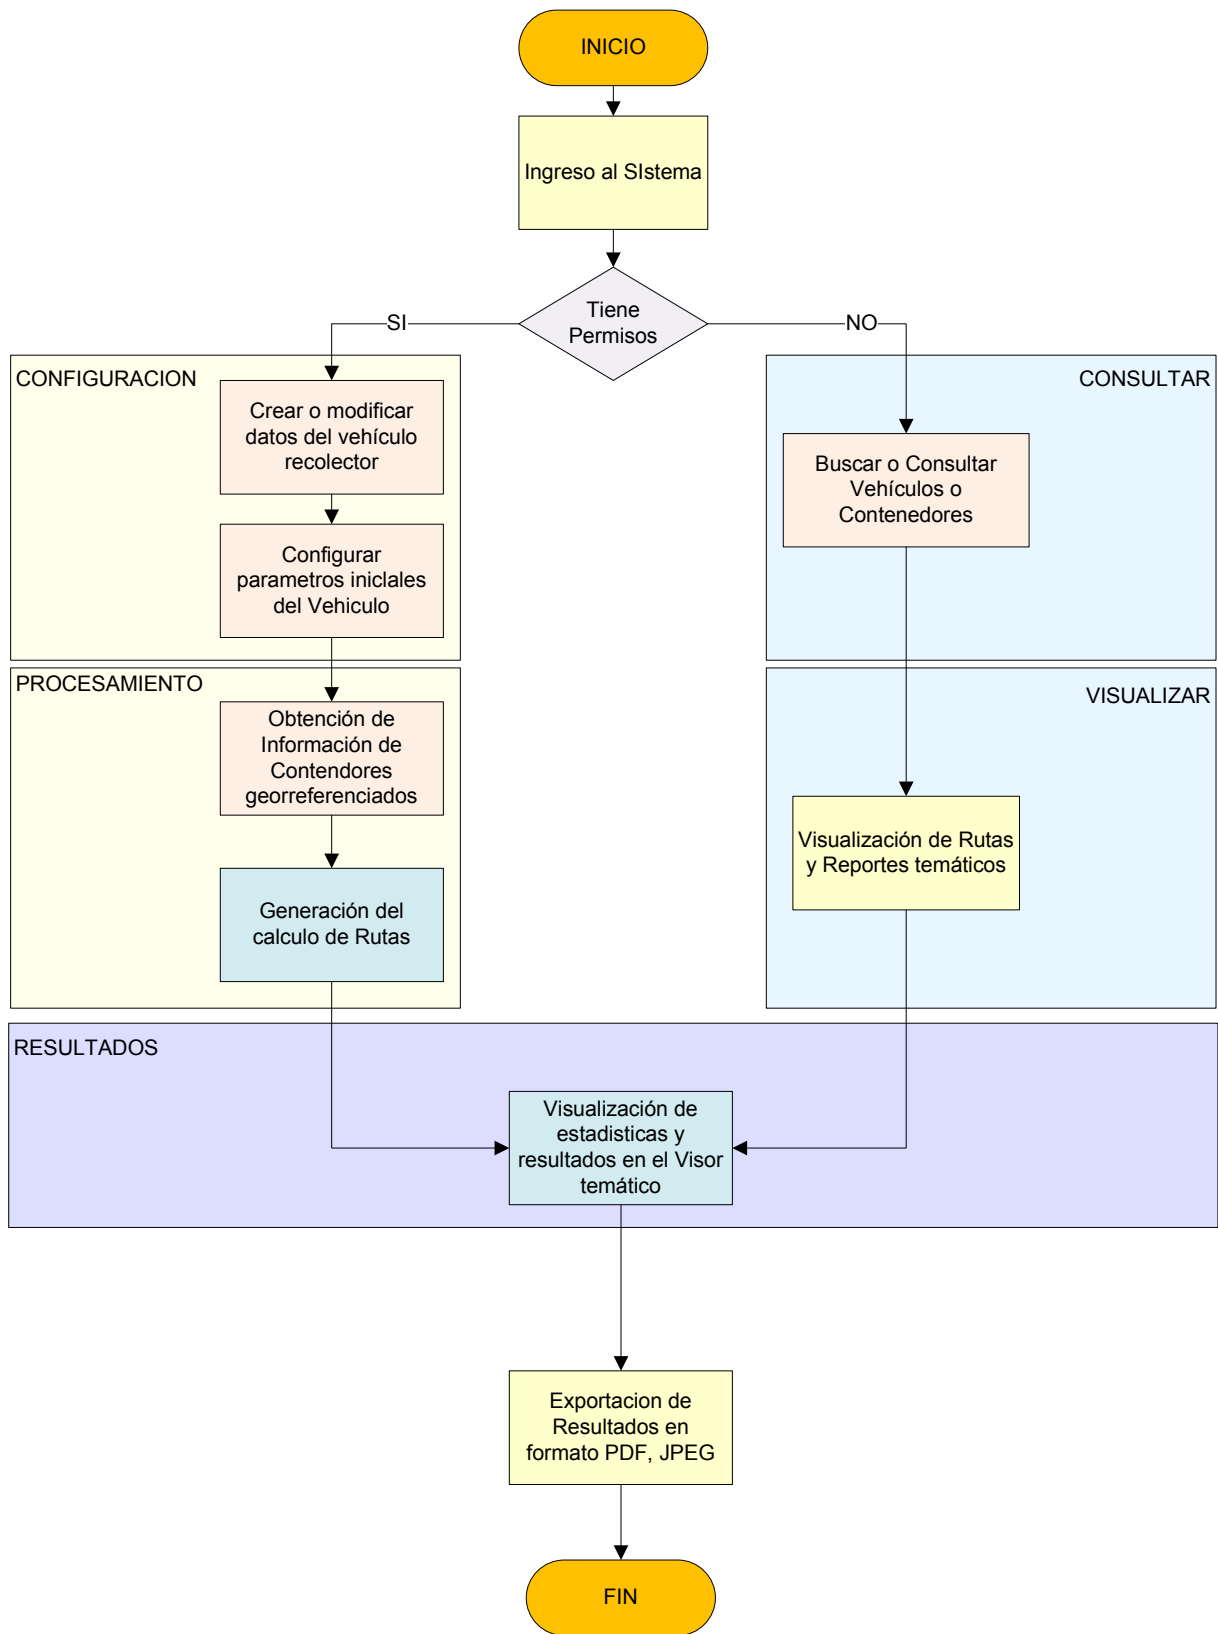 INICIO
Ingreso al SIstema
Tiene
Permisos
SI
NO
CONFIGURACION
Crear o modificar
datos del vehículo
recolector
Configurar
parametros iniclales
del Vehiculo
CONSULTAR
Buscar o Consultar
Vehículos o
Contenedores
PROCESAMIENTO
Obtención de
Información de
Contendores
georreferenciados
Generación del
calculo de Rutas
VISUALIZAR
Visualización de Rutas
y Reportes temáticos
RESULTADOS
Visualización de
estadisticas y
resultados en el Visor
temático
Exportacion de
Resultados en
formato PDF, JPEG
FIN